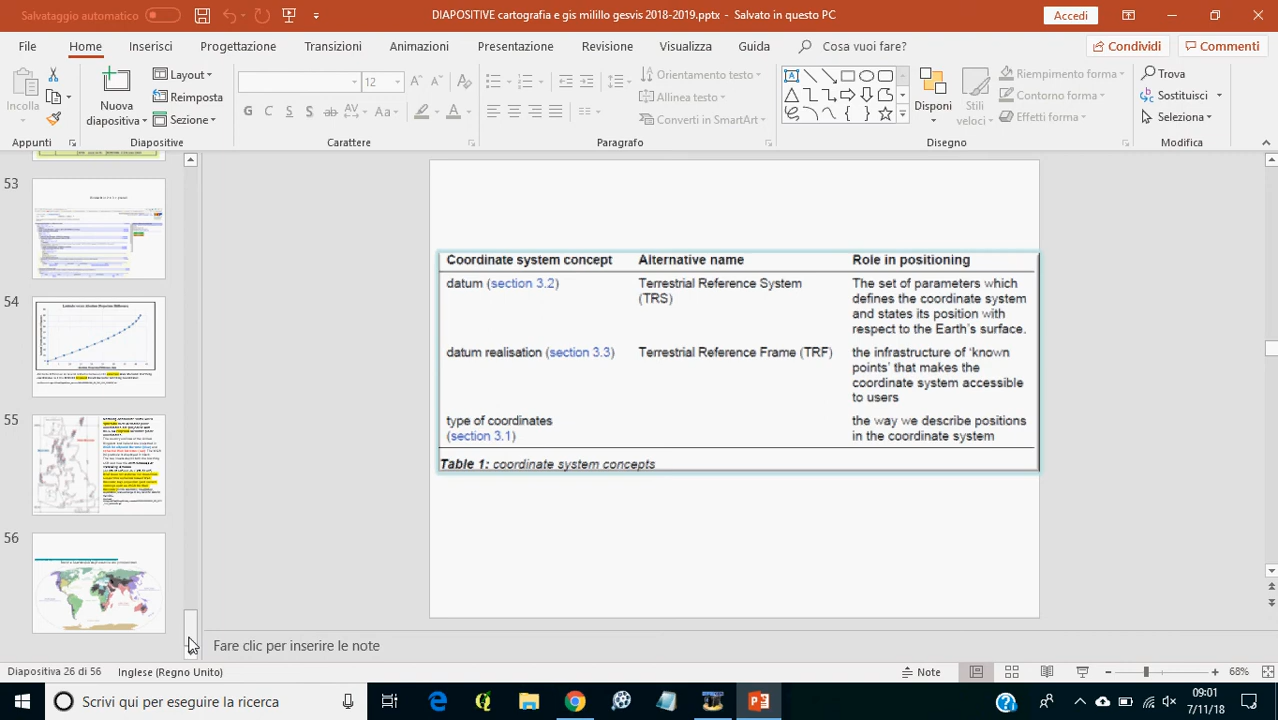 Salvataggio automatico
DIAPOSITIVE cartografia e gis milillo gesvis 2018-2019.pptx - Salvato in questo PC
Accedi
File Home Inserisci Progettazione Transizioni Animazioni Presentazione Revisione Visualizza Guida Cosa vuoi fare? Condividi Commenti
Incolla
Nuova
diapositiva
Layout
Reimposta
Sezione
12
G C S S ab AV Aa A
Orientamento testo
Allinea testo
Converti in SmartArt
Disponi
Stili
veloci
Riempimento forma
Contorno forma
Effetti forma
Trova
Sostituisci
Seleziona
Appunti Diapositive Carattere Paragrafo Disegno Modifica
53
54
55
56
Coordinate system concept Alternative name Role in positioning
datum (section 3.2) Terrestrial Reference System The set of parameters which
(TRS) defines the coordinate system
and states its position with
respect to the Earth's surface.
datum realisation (section 3.3) Terrestrial Reference Frame (TRF) the infrastructure of 'known
points' that makes the
coordinate system accessible
to users
type of coordinates the way we describe positions
(section 3.1) in the coordinate system
Table 1: coordinate system concepts
Fare clic per inserire le note
Diapositiva 26 di 56 Inglese (Regno Unito) Note 68%
Scrivi qui per eseguire la ricerca
09:01
7/11/18